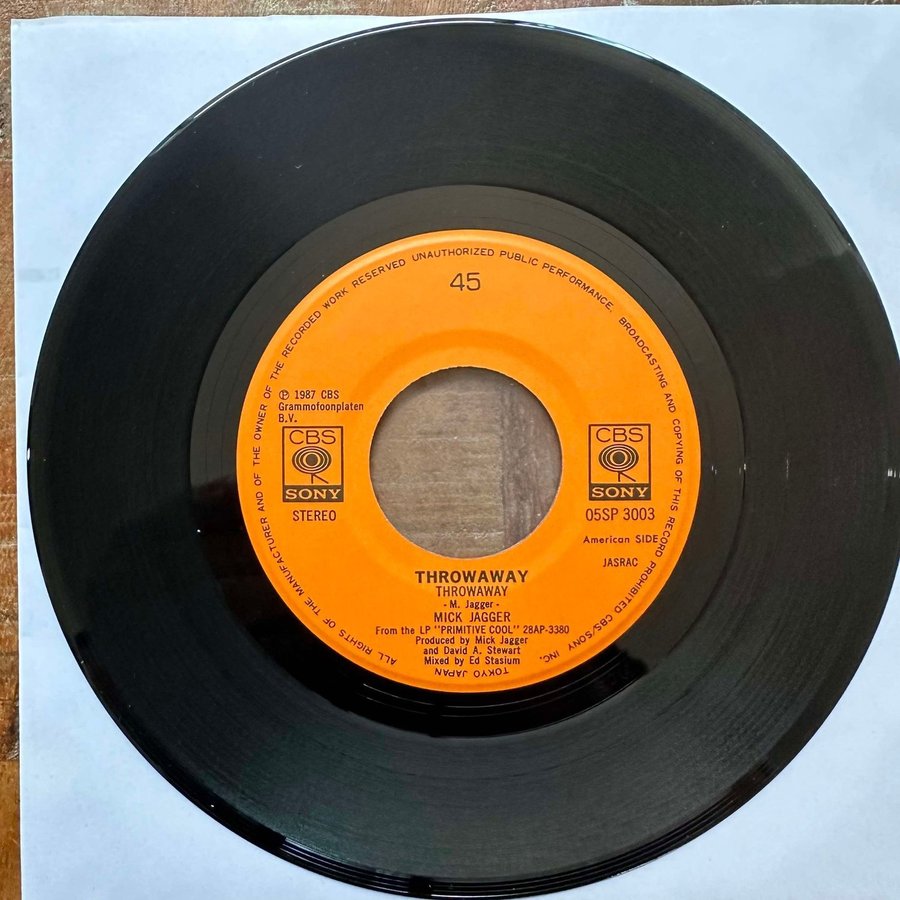 ALL RIGHTS OF THE MANUFACTURER AND OF THE OWNER OF THE RECORDED WORK RESERVED UNAUTHORIZED PUBLIC PERFORMANCE, BROADCASTING AND COPYING OF THIS RECORD PROHIBITED CBS/SONY INC.
TOKYO JAPAN
45
℗ 1987 CBS
Grammofoonplaten
B.V.
CBS
SONY
STEREO
CBS
SONY
05SP 3003
American SIDE
JASRAC
THROWAWAY
THROWAWAY
- M. Jagger -
MICK JAGGER
From the LP "PRIMITIVE COOL" 28AP-3380
Produced by Mick Jagger
and David A. Stewart
Mixed by Ed Stasium